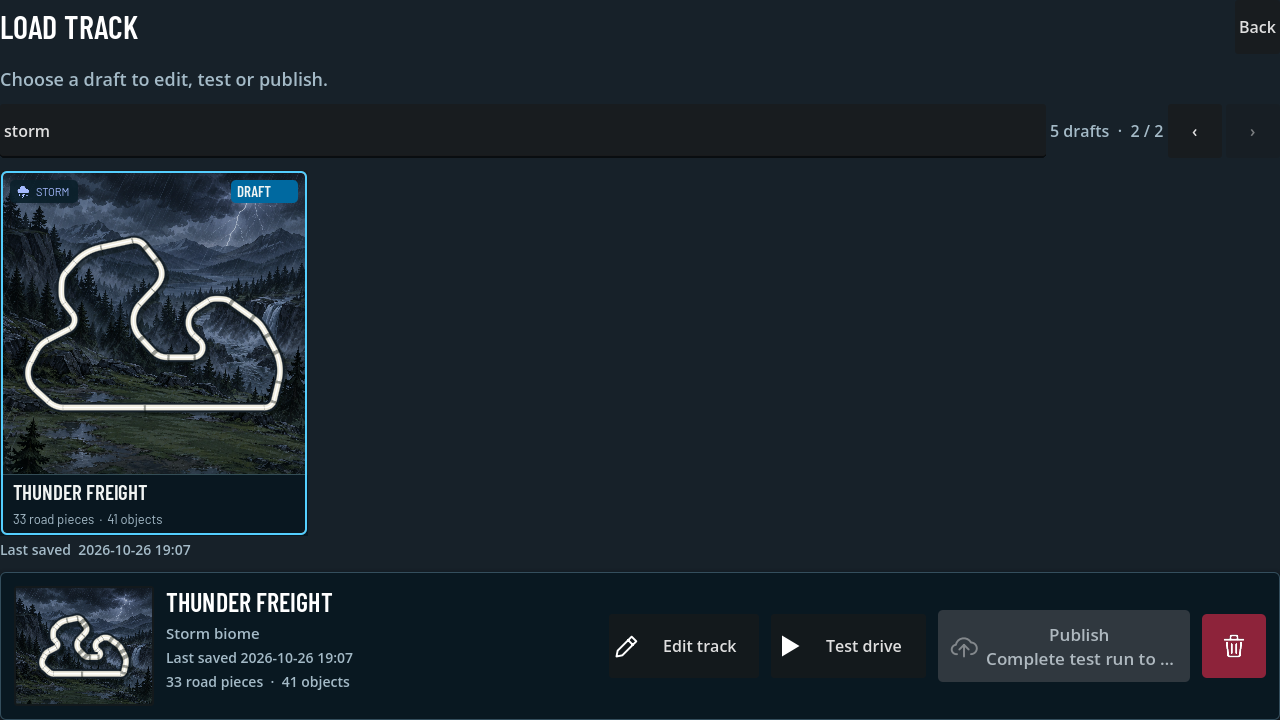 LOAD TRACK
Back
Choose a draft to edit, test or publish.
storm
5 drafts · 2 / 2
‹
›
STORM
DRAFT
THUNDER FREIGHT
33 road pieces · 41 objects
Last saved 2026-10-26 19:07
THUNDER FREIGHT
Storm biome
Last saved 2026-10-26 19:07
33 road pieces · 41 objects
Edit track
Test drive
Publish
Complete test run to ...